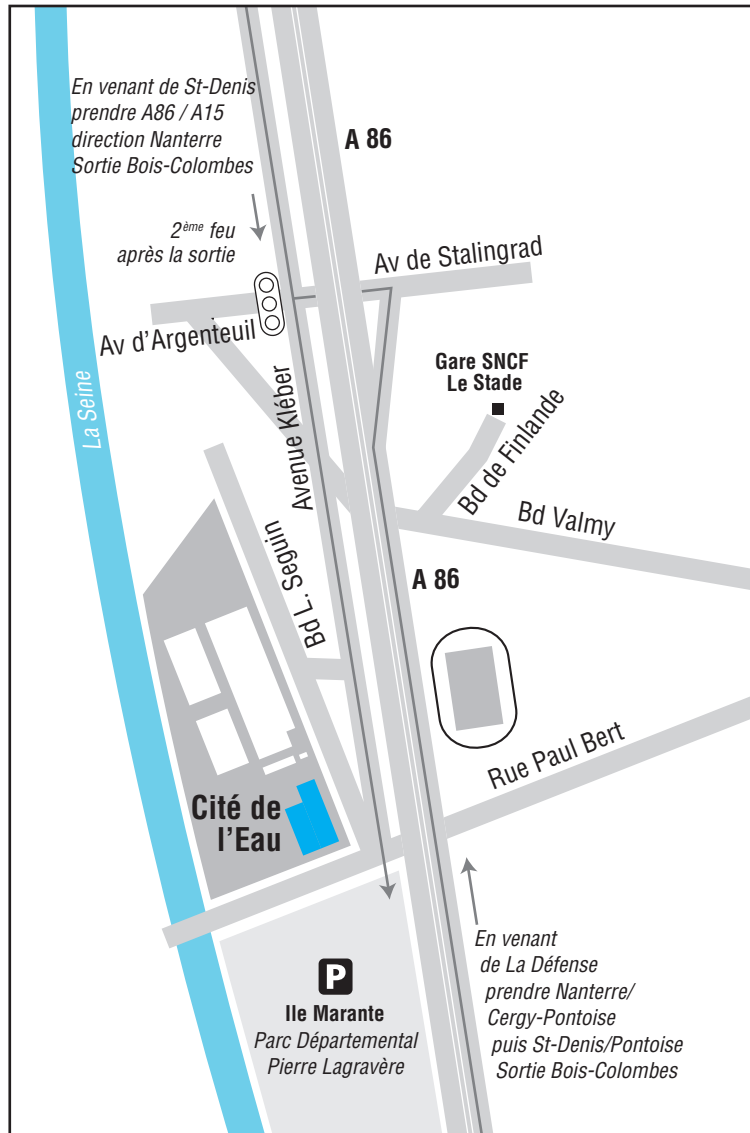 En venant de St-Denis
prendre A86 / A15
direction Nanterre
Sortie Bois-Colombes
A 86
2ème feu
après la sortie
Av de Stalingrad
Av d’Argenteuil
La Seine
Gare SNCF
Le Stade
Avenue Kléber
Bd de Finlande
Bd Valmy
Bd L. Seguin
A 86
Rue Paul Bert
Cité de
l’Eau
P
Ile Marante
Parc Départemental
Pierre Lagravère
En venant
de La Défense
prendre Nanterre/
Cergy-Pontoise
puis St-Denis/Pontoise
Sortie Bois-Colombes